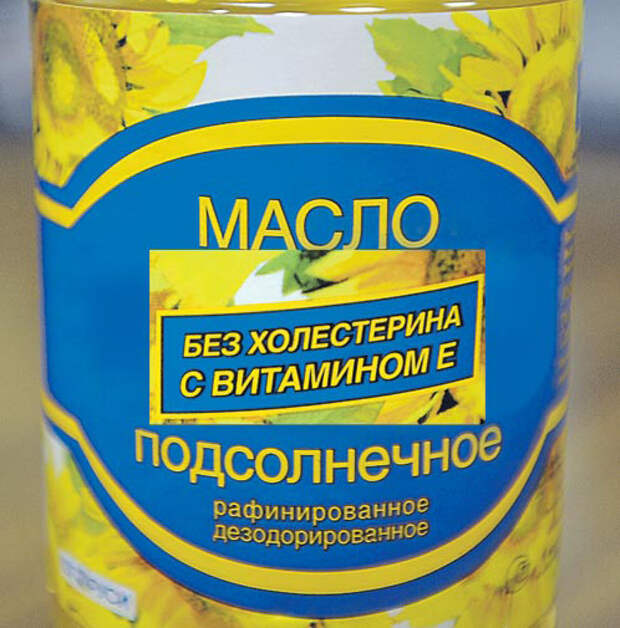 МАСЛО
БЕЗ ХОЛЕСТЕРИНА
С ВИТАМИНОМ Е
ПОДСОЛНЕЧНОЕ
рафинированное
дезодорированное